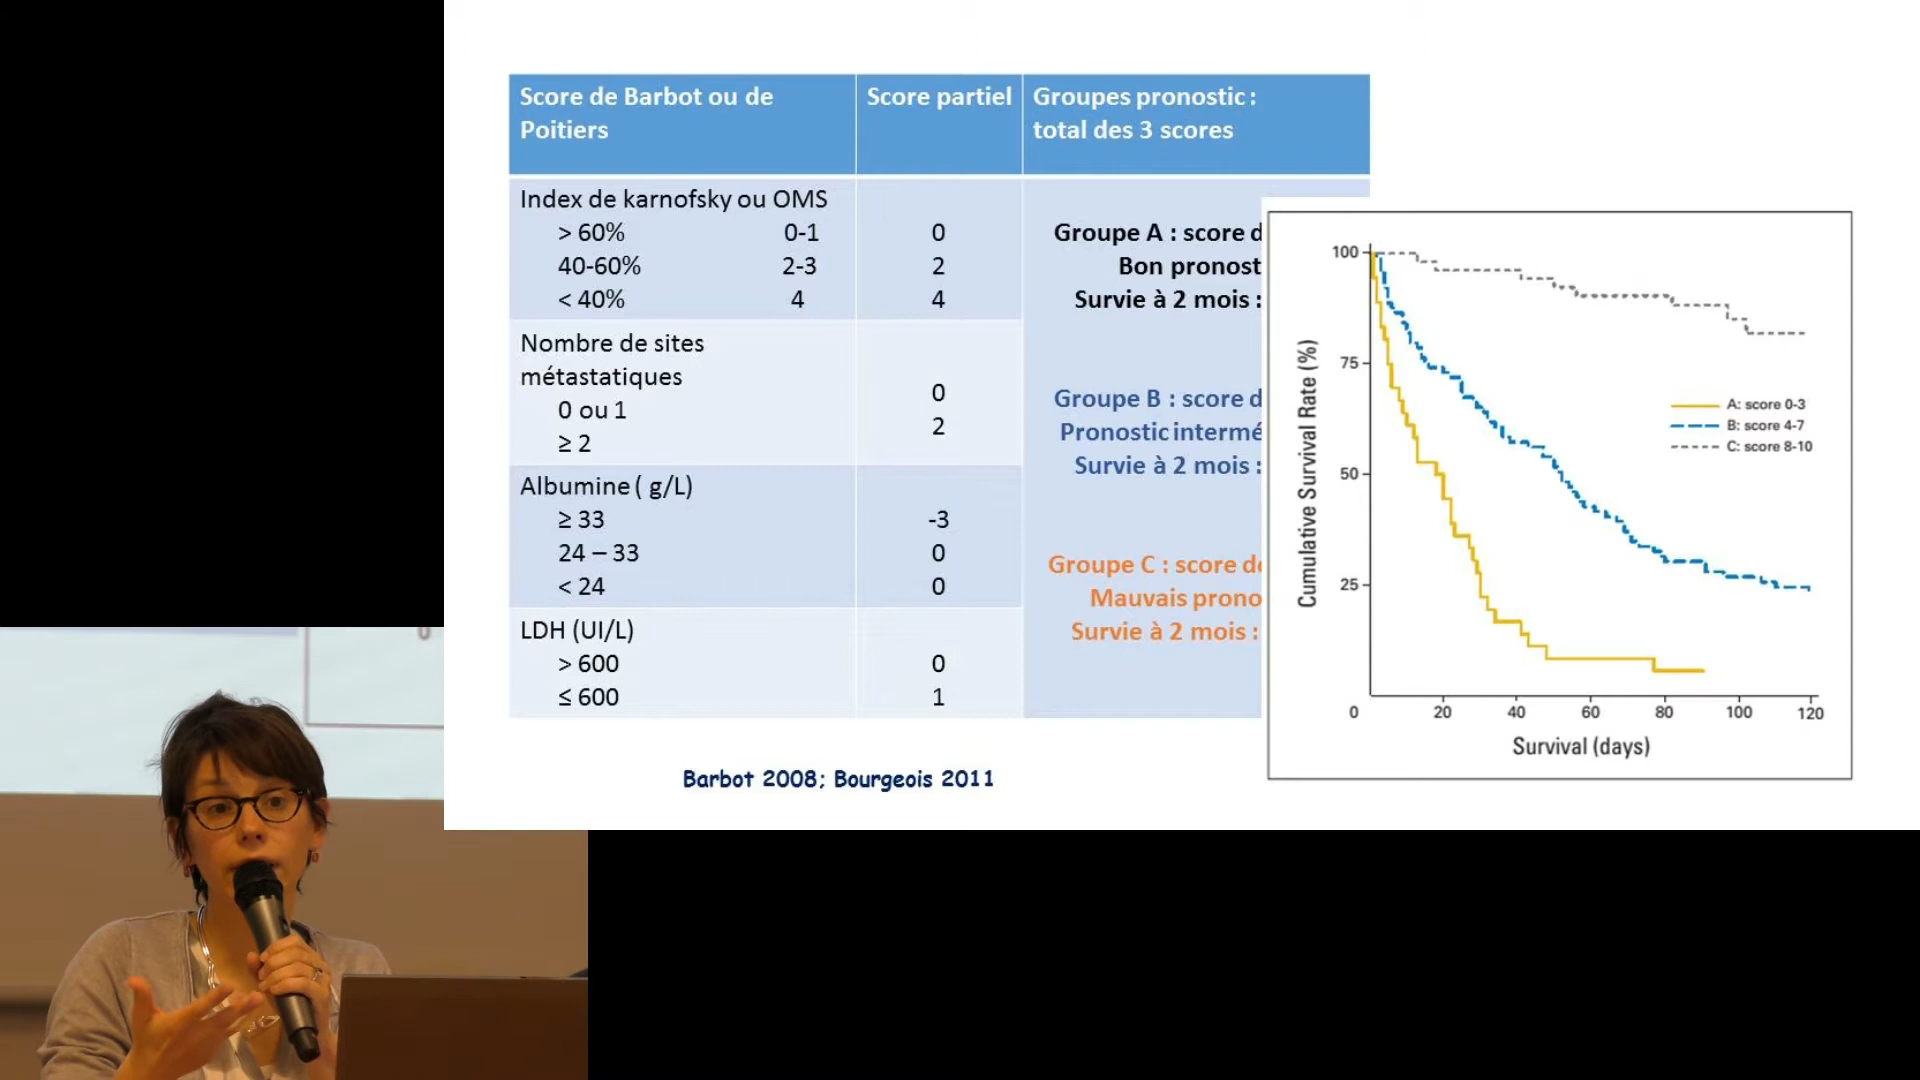 Score de Barbot ou de Poitiers
Score partiel
Groupes pronostic :
total des 3 scores
Index de karnofsky ou OMS
> 60% 0-1 0
40-60% 2-3 2
< 40% 4 4
Nombre de sites
métastatiques
0 ou 1 0
≥ 2 2
Albumine ( g/L)
≥ 33 -3
24 – 33 0
< 24 0
LDH (UI/L)
> 600 0
≤ 600 1
Groupe A : score d
Bon pronost
Survie à 2 mois :
Groupe B : score d
Pronostic intermé
Survie à 2 mois :
Groupe C : score de
Mauvais prono
Survie à 2 mois :
Barbot 2008; Bourgeois 2011
Cumulative Survival Rate (%)
100
75
50
25
0 20 40 60 80 100 120
Survival (days)
A: score 0-3
B: score 4-7
C: score 8-10